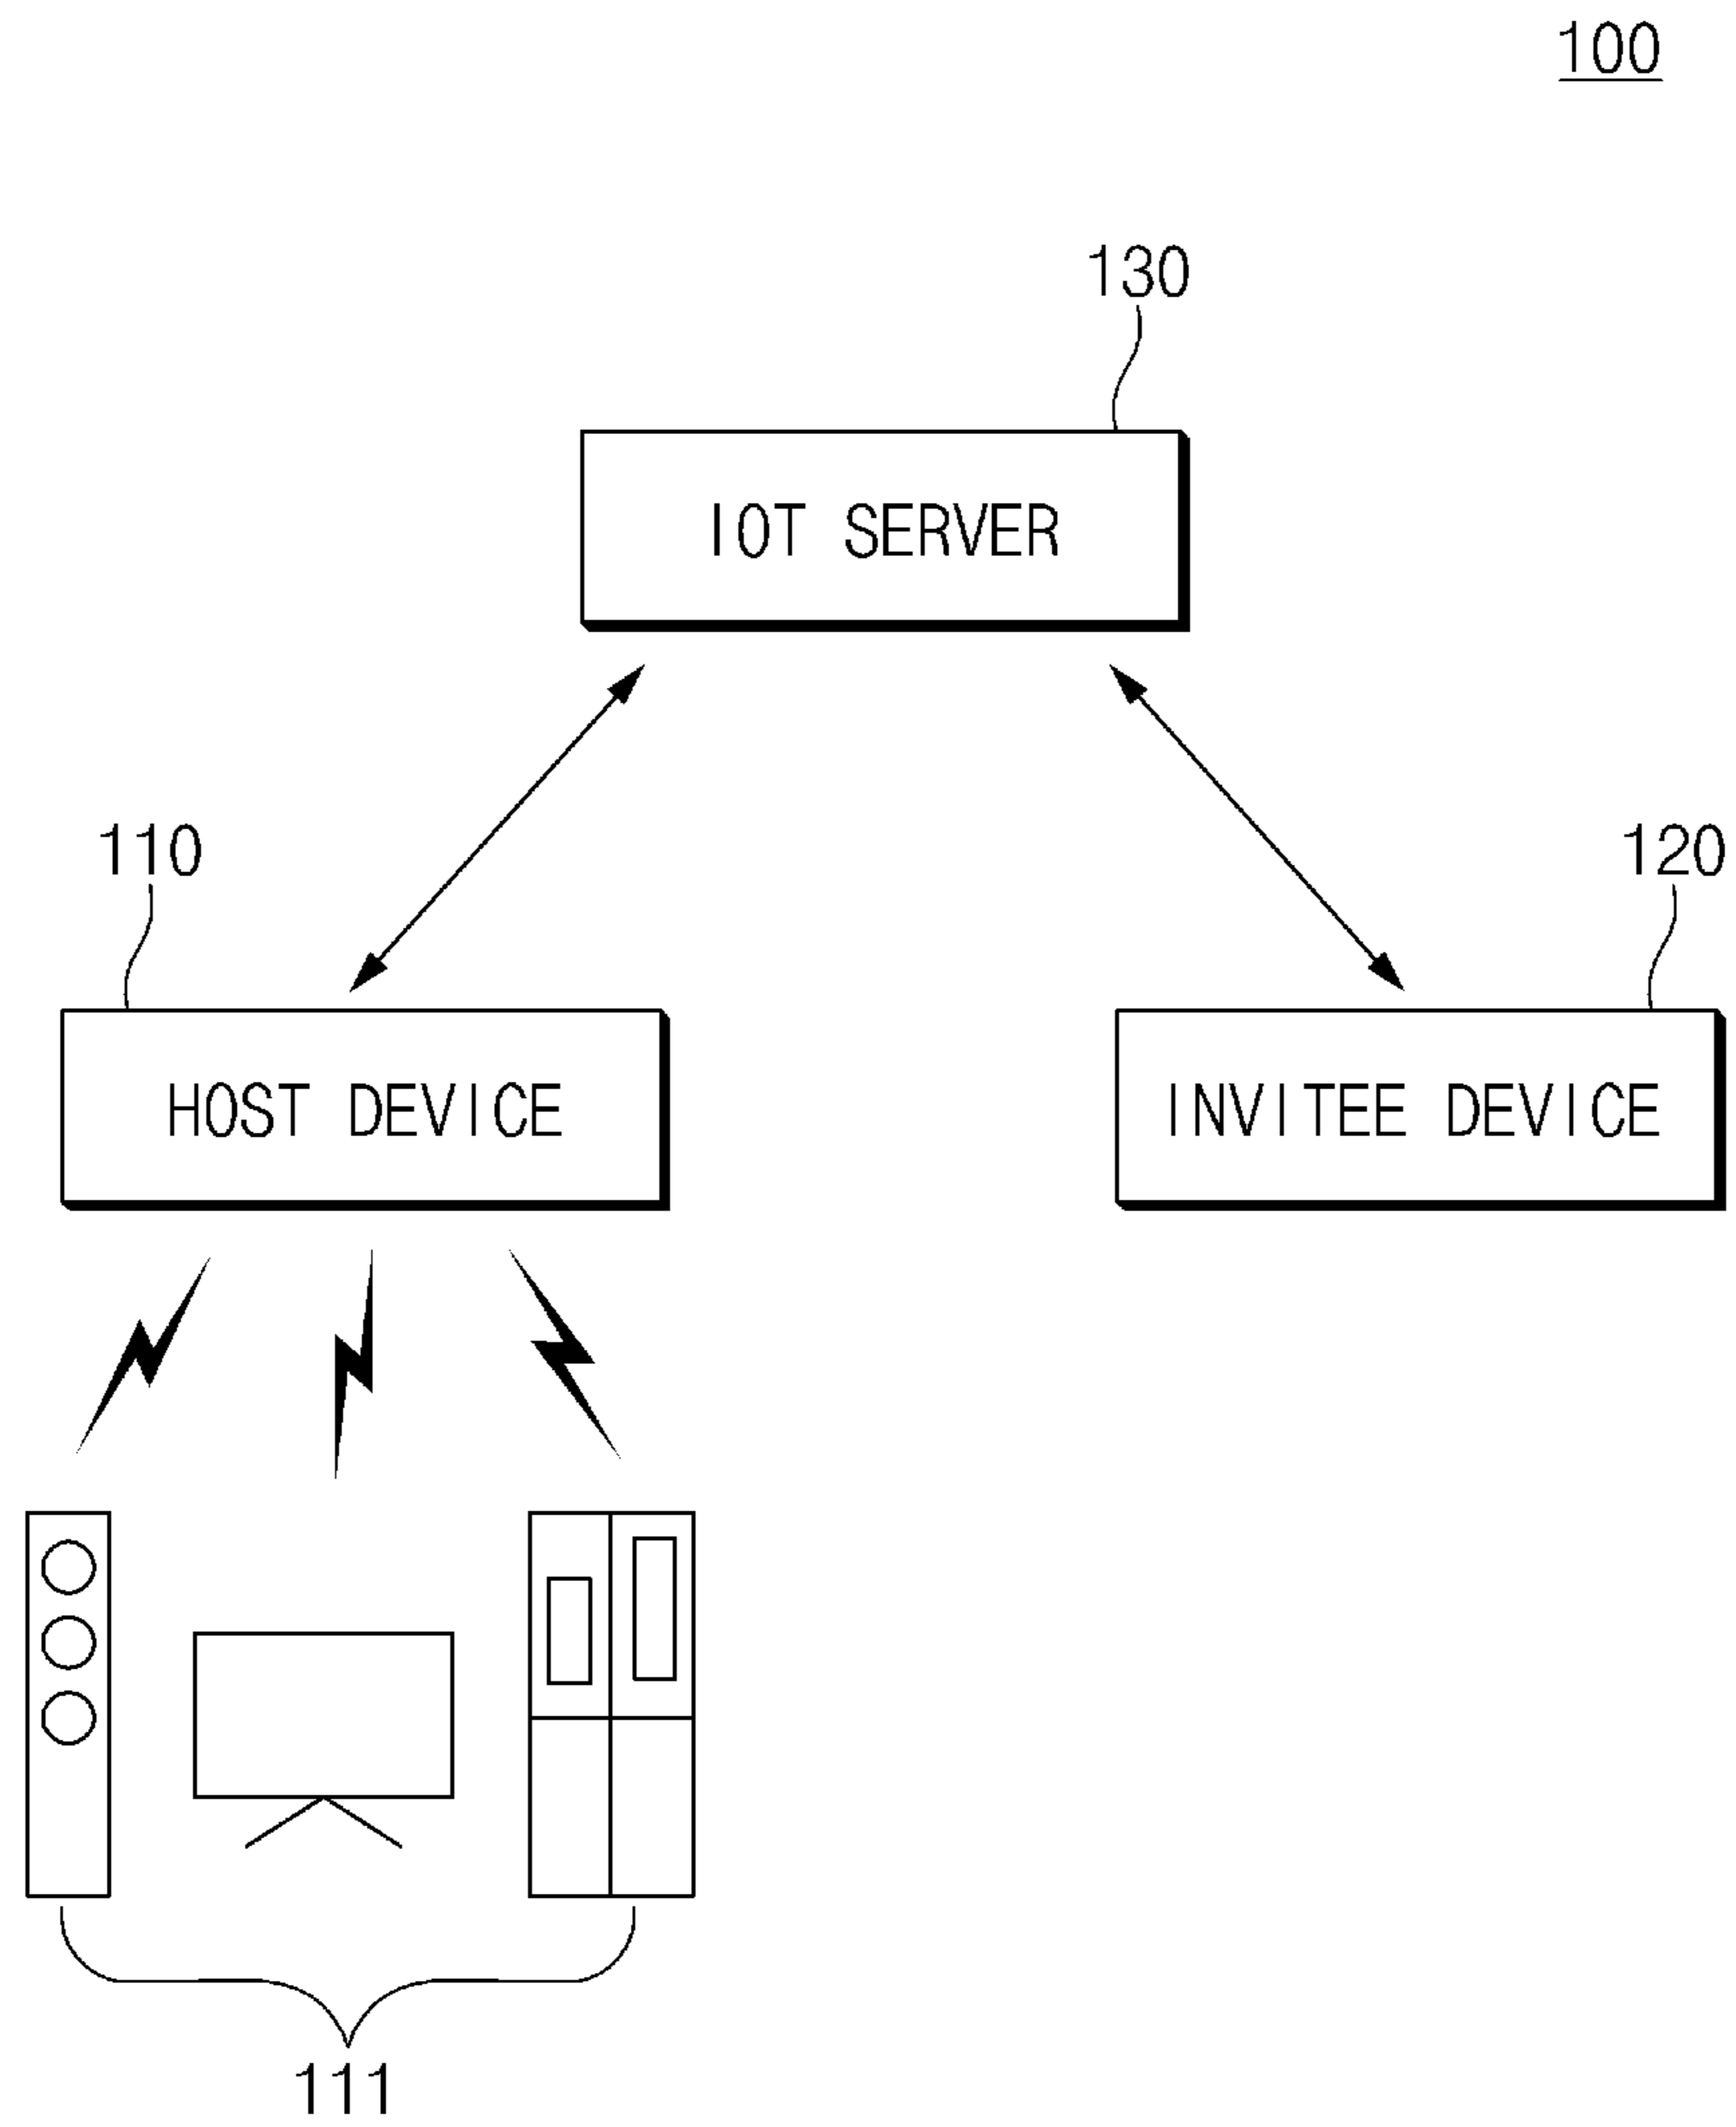 100
130
IOT SERVER
110
120
HOST DEVICE
INVITEE DEVICE
111